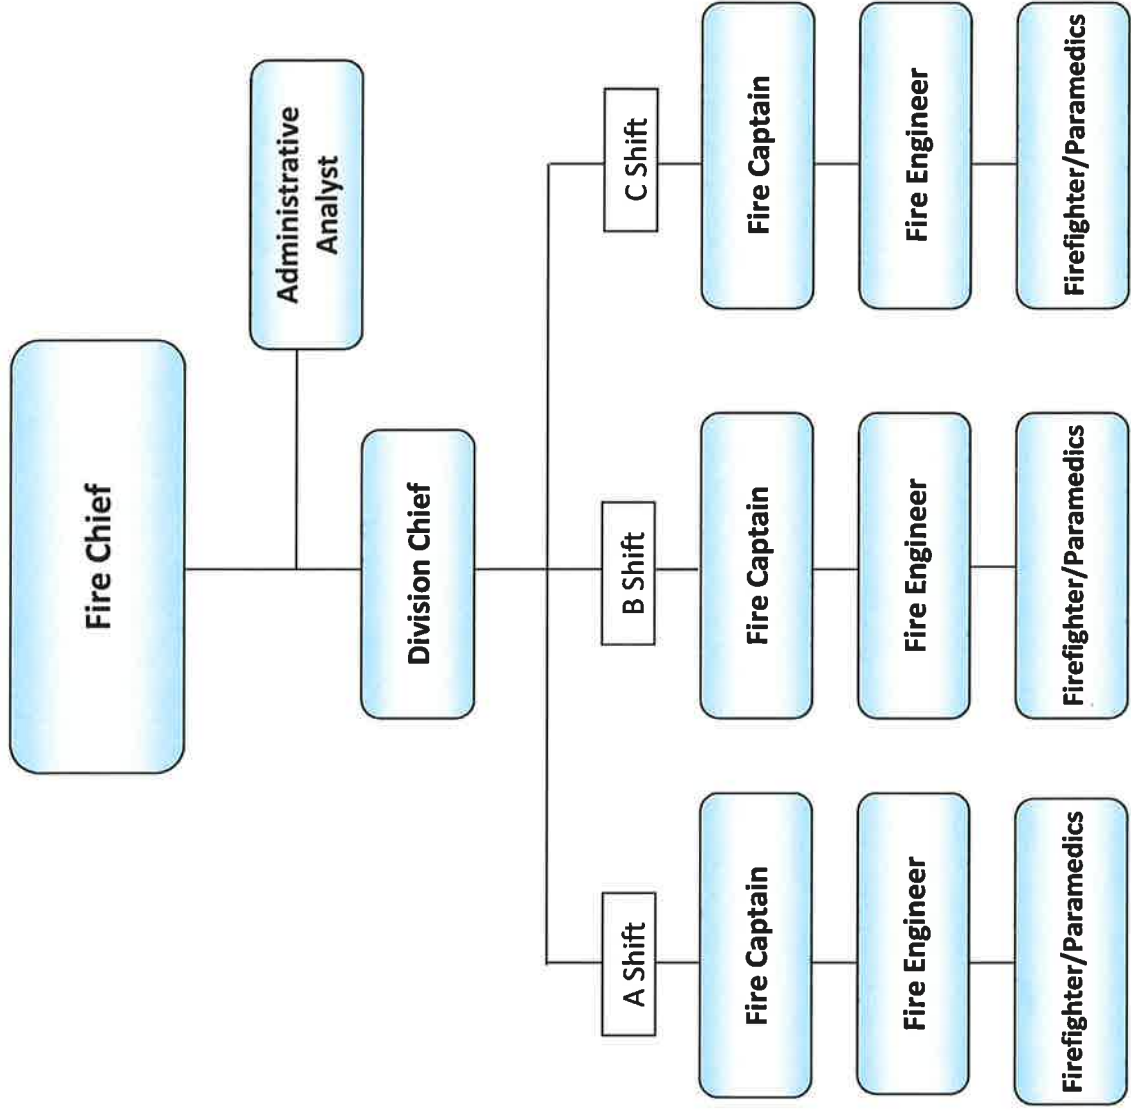 Fire Chief
Administrative
Analyst
Division Chief
A Shift
B Shift
C Shift
Fire Captain
Fire Captain
Fire Captain
Fire Engineer
Fire Engineer
Fire Engineer
Firefighter/Paramedics
Firefighter/Paramedics
Firefighter/Paramedics